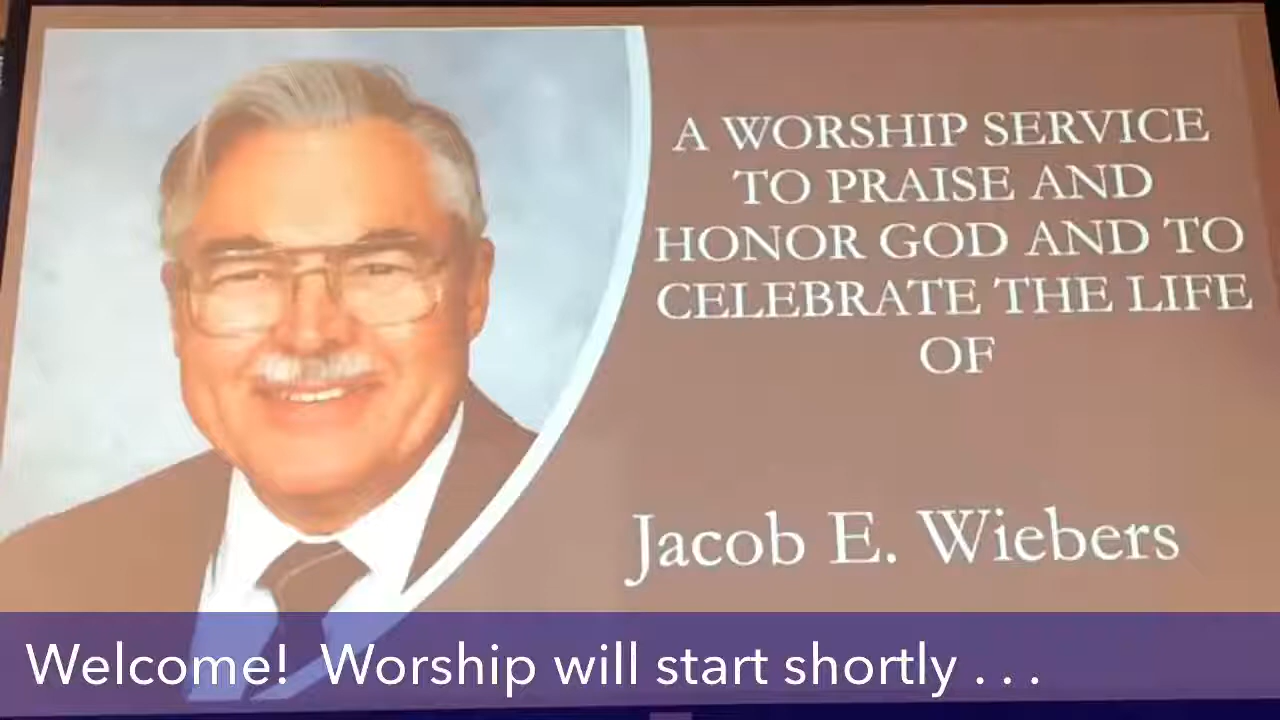 A WORSHIP SERVICE
TO PRAISE AND
HONOR GOD AND TO
CELEBRATE THE LIFE
OF
Jacob E. Wiebers
Welcome! Worship will start shortly . . .